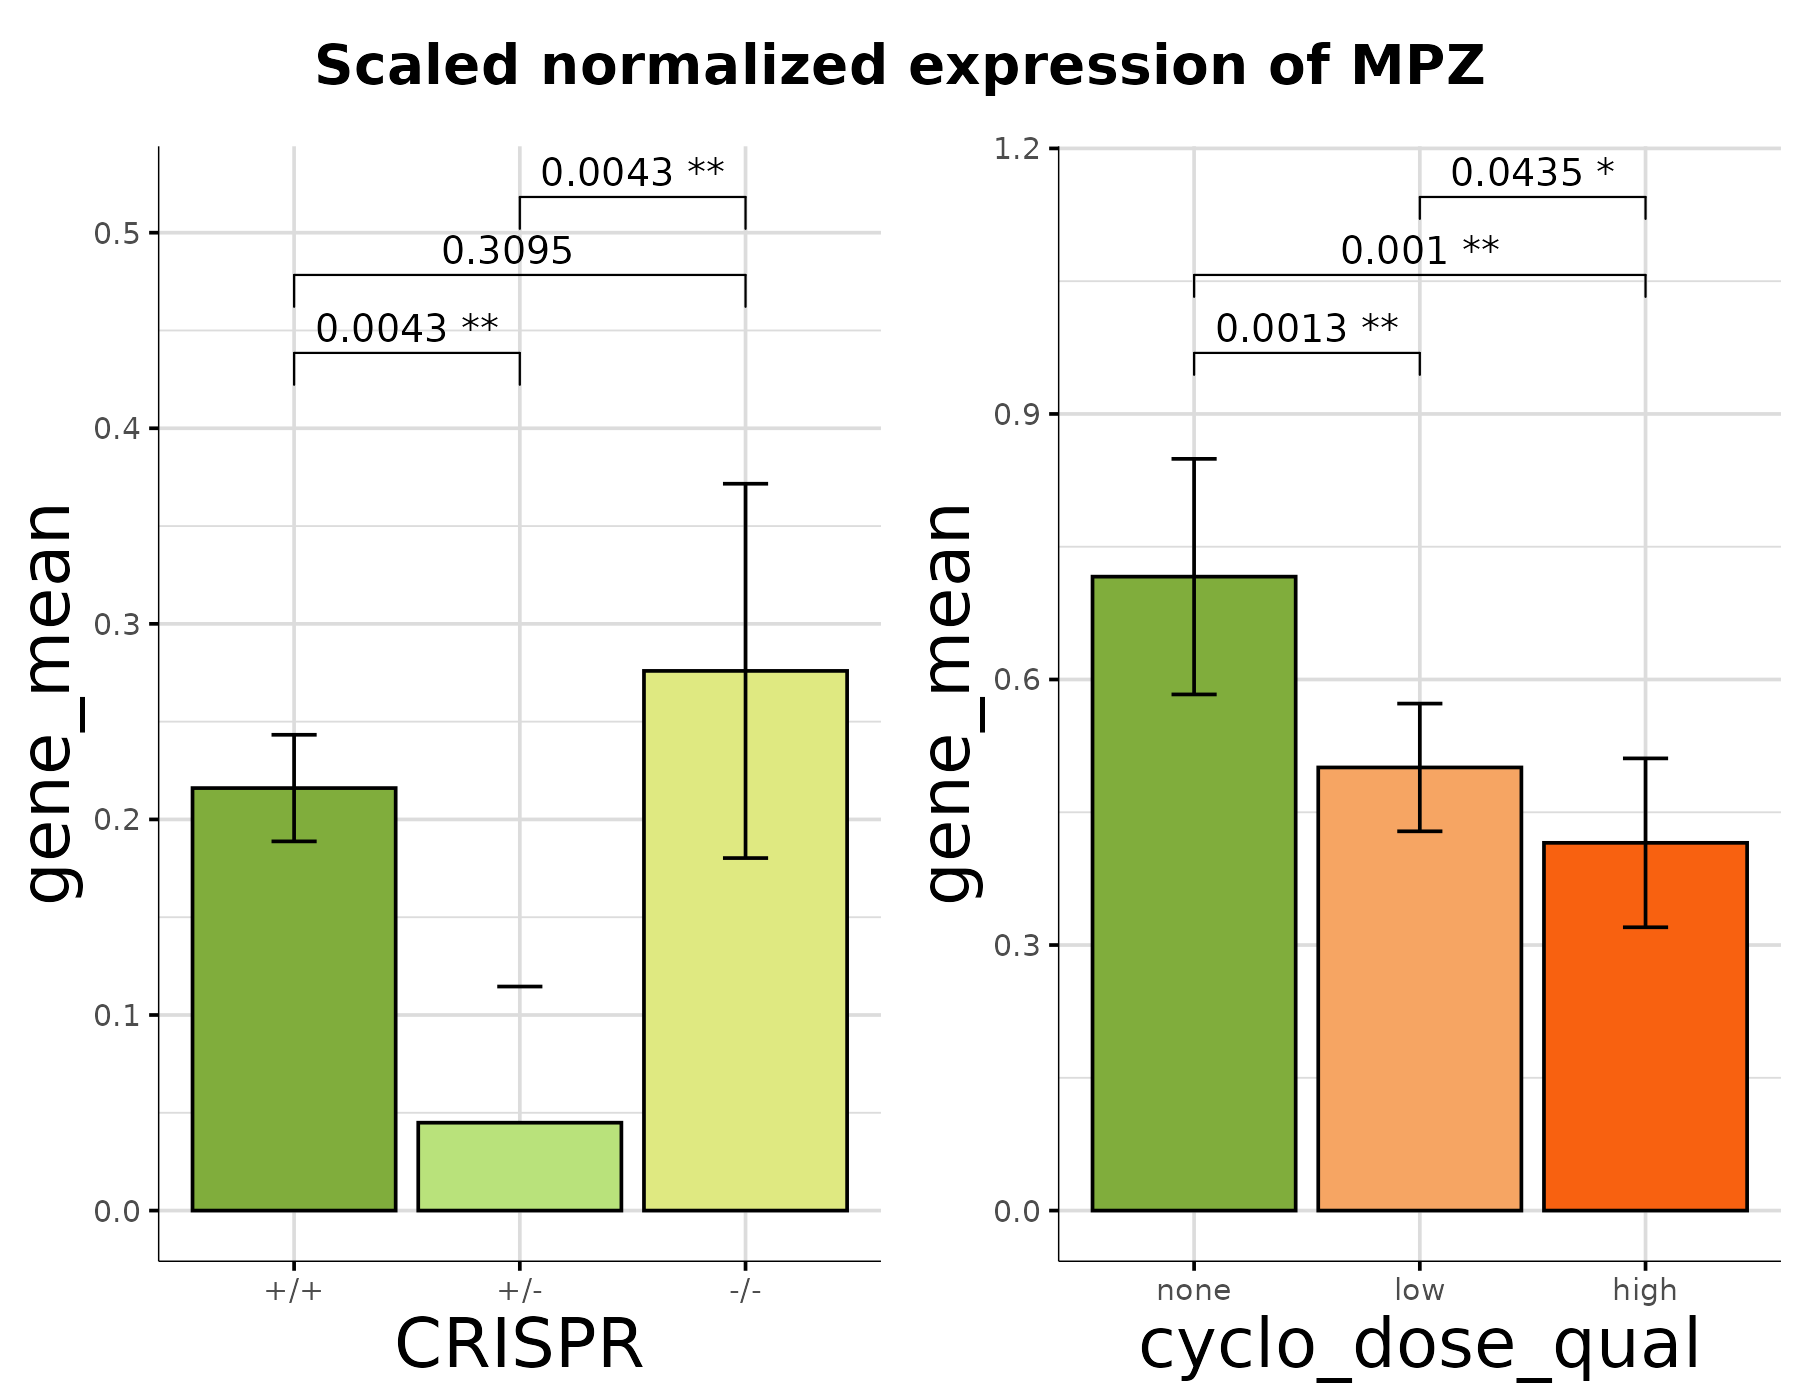 Scaled normalized expression of MPZ
gene_mean
0.5
0.4
0.3
0.2
0.1
0.0
0.0043 **
0.3095
0.0043 **
+/+
+/-
-/-
CRISPR
gene_mean
1.2
0.9
0.6
0.3
0.0
0.0435 *
0.001 **
0.0013 **
none
low
high
cyclo_dose_qual